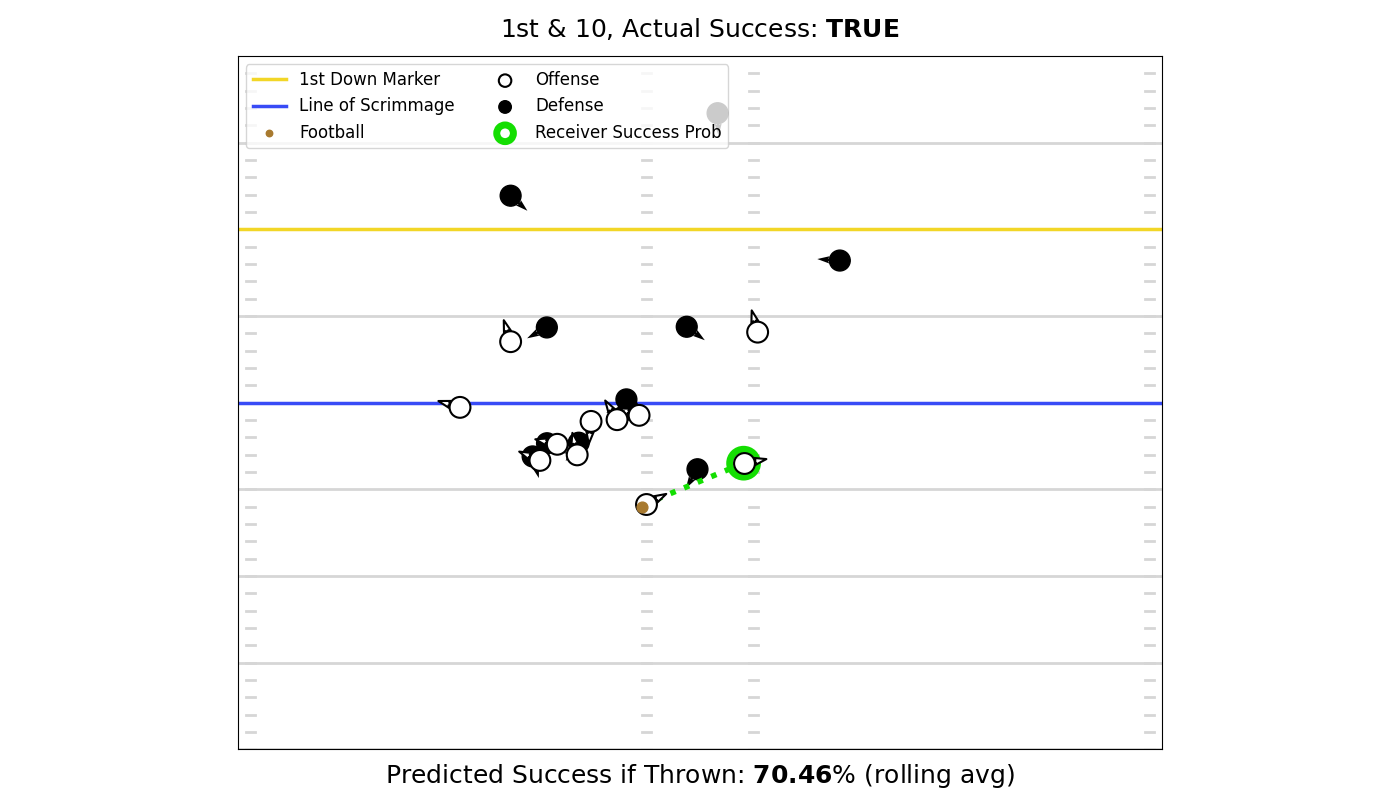 1st & 10, Actual Success: TRUE
1st Down Marker
Line of Scrimmage
Football
Offense
Defense
Receiver Success Prob
Predicted Success if Thrown: 70.46% (rolling avg)